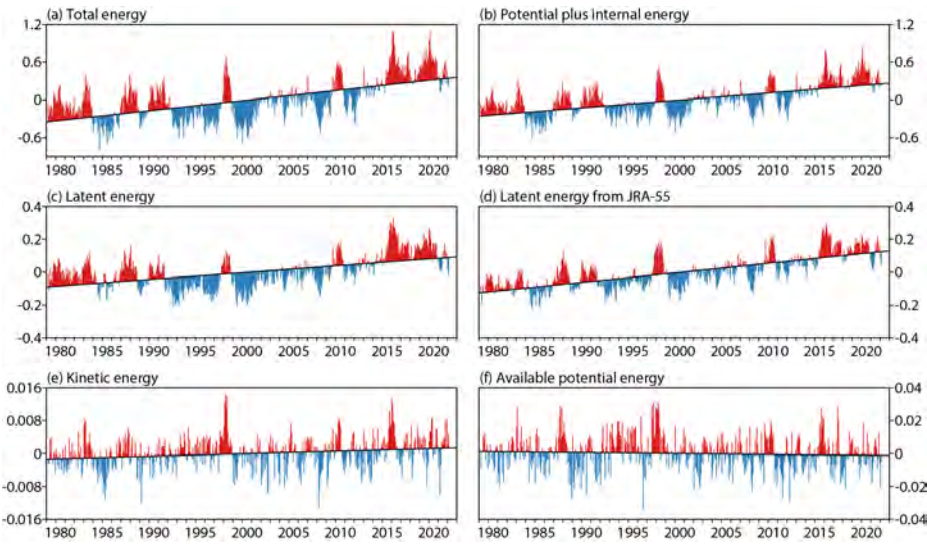 (a) Total energy
(b) Potential plus internal energy
1.2
0.6
0
-0.6
1.2
0.6
0
-0.6
1980 1985 1990 1995 2000 2005 2010 2015 2020
1980 1985 1990 1995 2000 2005 2010 2015 2020
(c) Latent energy
(d) Latent energy from JRA-55
0.4
0.2
0
-0.2
-0.4
0.4
0.2
0
-0.2
-0.4
1980 1985 1990 1995 2000 2005 2010 2015 2020
1980 1985 1990 1995 2000 2005 2010 2015 2020
(e) Kinetic energy
(f) Available potential energy
0.016
0.008
0
-0.008
-0.016
0.04
0.02
0
-0.02
-0.04
1980 1985 1990 1995 2000 2005 2010 2015 2020
1980 1985 1990 1995 2000 2005 2010 2015 2020